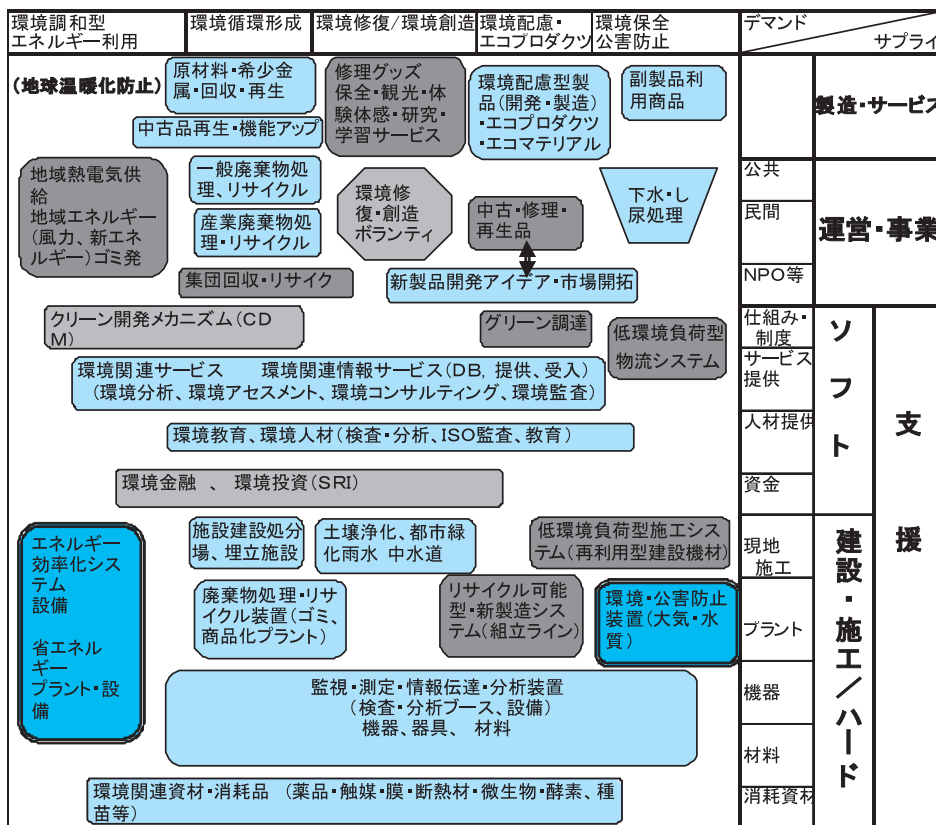 環境調和型
エネルギー利用
環境循環形成
環境修復/環境創造
環境配慮・
エコプロダクツ
環境保全
公害防止
デマンド
サプライ
(地球温暖化防止)
原材料・希少金
属・回収・再生
修理グッズ
保全・観光・体
験体感・研究・
学習サービス
環境配慮型製
品(開発・製造)
・エコプロダクツ
・エコマテリアル
副製品利
用商品
製造・サービス
中古品再生・機能アップ
地域熱電気供
給
地域エネルギー
(風力、新エネ
ルギー)ゴミ発
一般廃棄物処
理、リサイクル
産業廃棄物処
理・リサイクル
環境修
復・創造
ボランティ
中古・修理・
再生品
下水・し
尿処理
公共
民間
NPO等
運営・事業
集団回収・リサイク
新製品開発アイデア・市場開拓
クリーン開発メカニズム(CD
M)
グリーン調達
低環境負荷型
物流システム
仕組み・
制度
サービス
提供
人材提供
資金
ソフト
支援
環境関連サービス 環境関連情報サービス(DB, 提供、受入)
(環境分析、環境アセスメント、環境コンサルティング、環境監査)
環境教育、環境人材(検査・分析、ISO監査、教育)
環境金融 、 環境投資(SRI)
エネルギー
効率化シス
テム
設備
省エネル
ギー
プラント・設
備
施設建設処分
場、埋立施設
土壌浄化、都市緑
化雨水 中水道
低環境負荷型施工シス
テム(再利用型建設機材)
現地
施工
建設・施工/ハード
廃棄物処理・リサ
イクル装置(ゴミ、
商品化プラント)
リサイクル可能
型・新製造シス
テム(組立ライン)
環境・公害防止
装置(大気・水
質)
プラント
監視・測定・情報伝達・分析装置
(検査・分析ブース、設備)
機器、器具、 材料
機器
材料
環境関連資材・消耗品 (薬品・触媒・膜・断熱材・微生物・酵素、種
苗等)
消耗資材